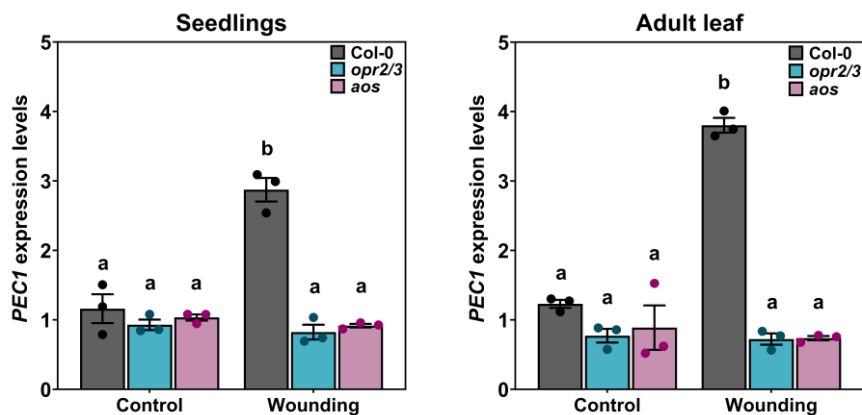 Seedlings
PEC1 expression levels
5
4
3
2
1
0
Col-0
opr2/3
aos
a
a
a
b
a
a
Control
Wounding
Adult leaf
PEC1 expression levels
5
4
3
2
1
0
Col-0
opr2/3
aos
a
a
a
b
a
a
Control
Wounding